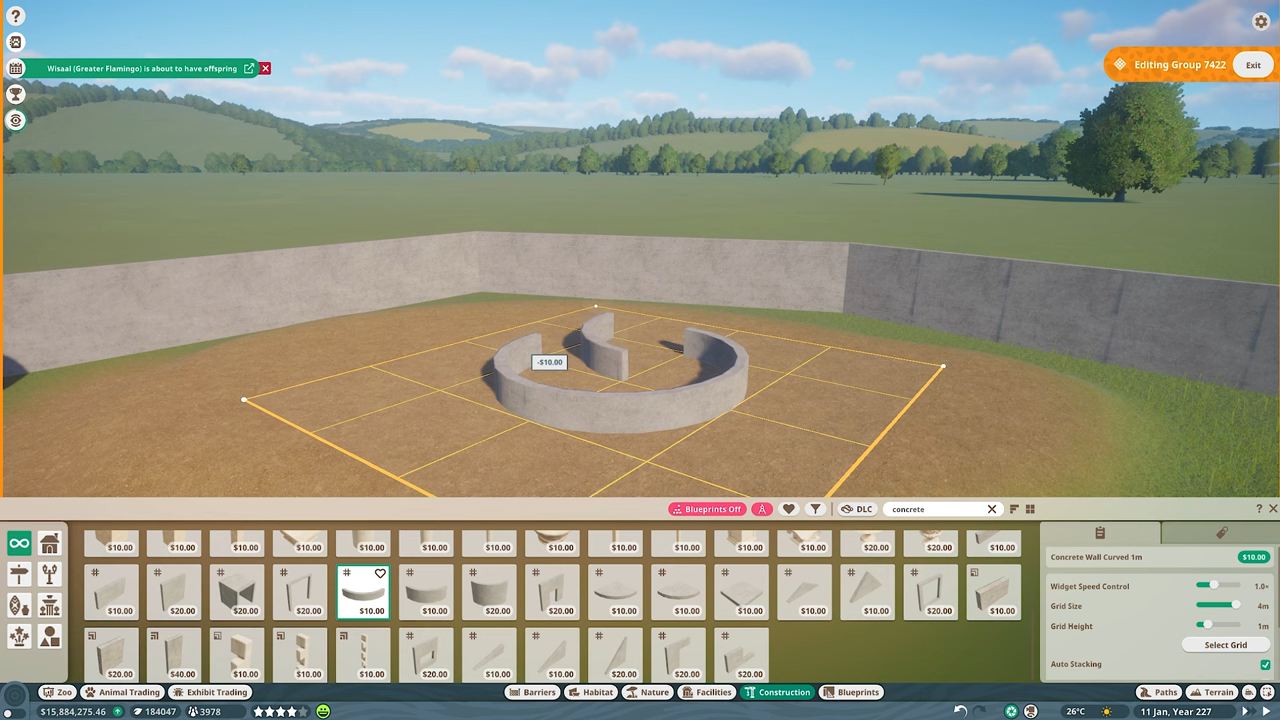 Wisaal (Greater Flamingo) is about to have offspring
Editing Group 7422
Exit
-$10.00
Blueprints Off
DLC
concrete
$10.00 $10.00 $10.00 $10.00 $10.00 $10.00 $10.00 $10.00 $10.00 $10.00 $10.00 $10.00 $20.00 $20.00 $10.00
$10.00 $20.00 $20.00 $10.00 $10.00 $10.00 $20.00 $10.00 $10.00 $10.00 $10.00 $10.00 $10.00 $20.00 $10.00
$20.00 $40.00 $10.00 $10.00 $10.00 $20.00 $10.00 $10.00 $10.00 $20.00 $20.00
Concrete Wall Curved 1m
$10.00
Widget Speed Control 1.0×
Grid Size 4m
Grid Height 1m
Select Grid
Auto Stacking
Zoo
Animal Trading
Exhibit Trading
Barriers
Habitat
Nature
Facilities
Construction
Blueprints
Paths
Terrain
$15,884,275.46
184047
3978
26°C
11 Jan, Year 227